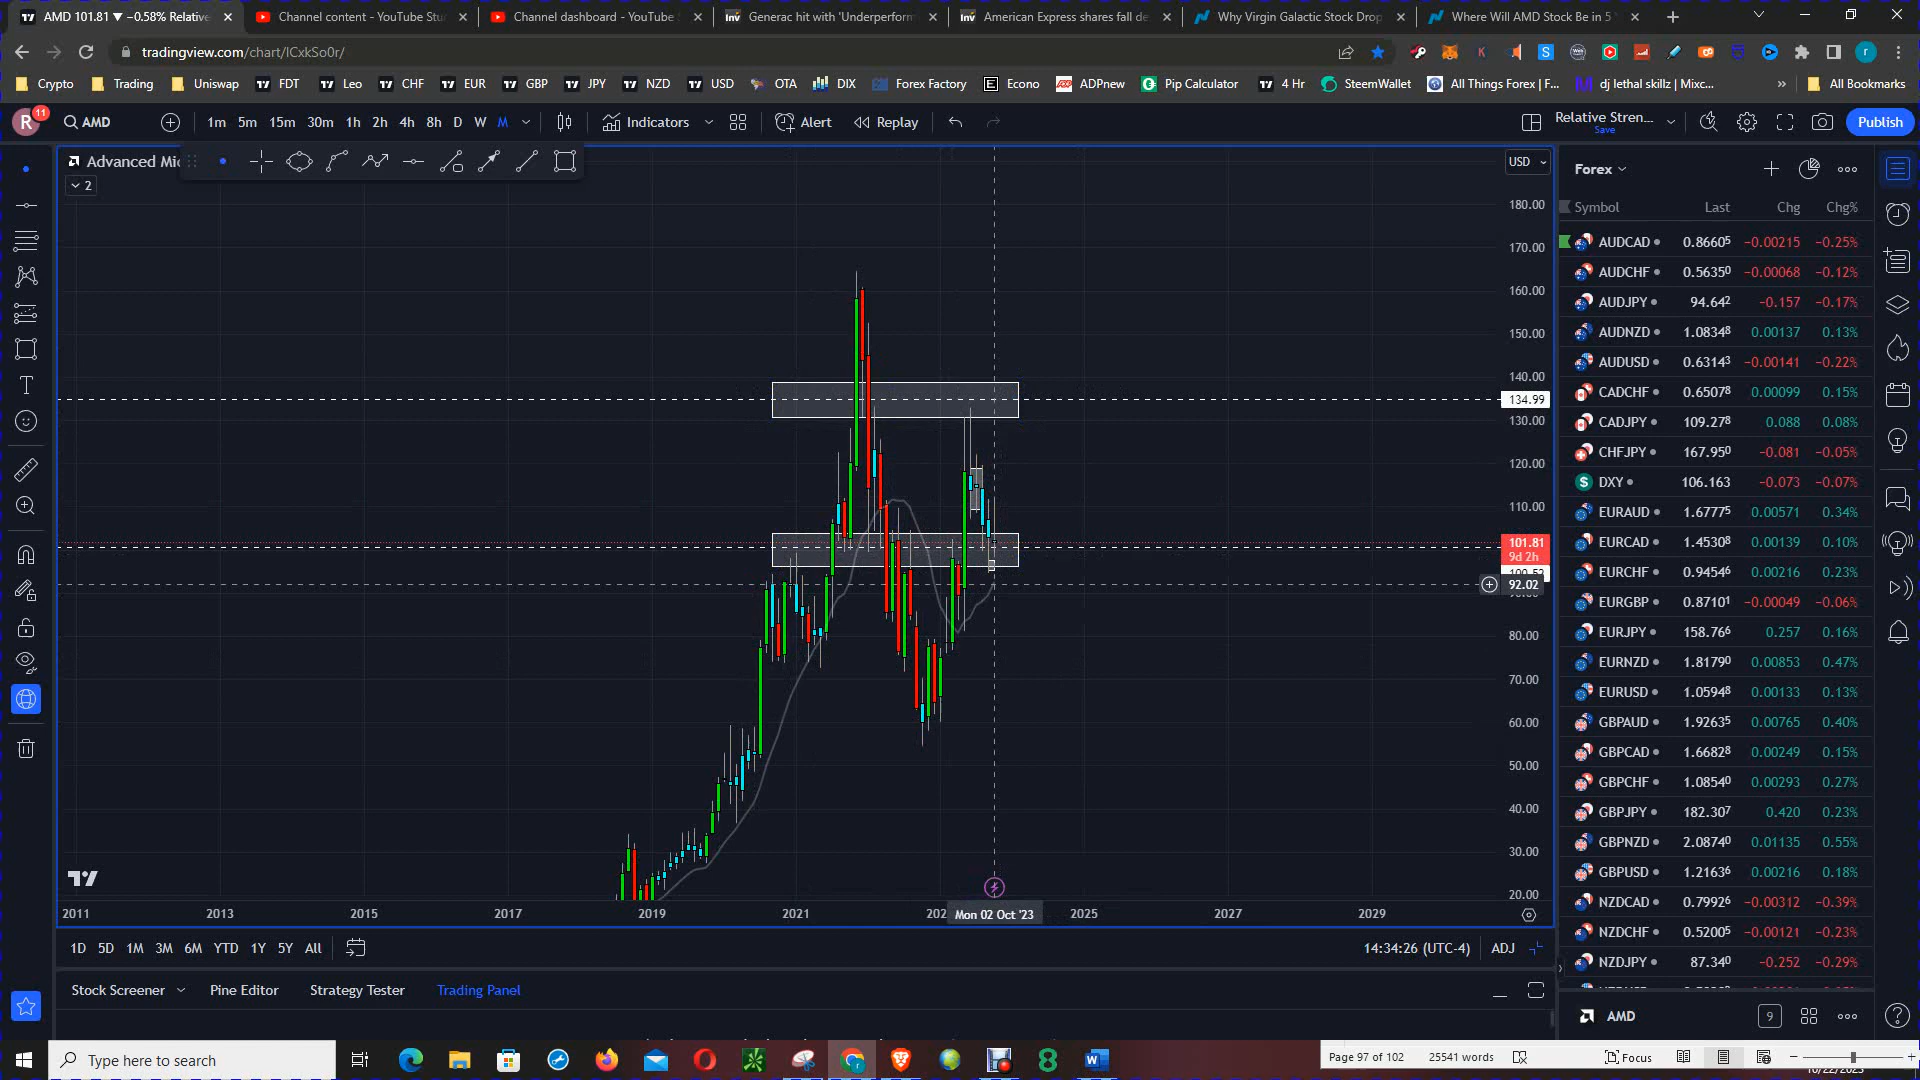 AMD 101.81 ▼ −0.58% Relative
Channel content - YouTube Stu
Channel dashboard - YouTube
Generac hit with 'Underperform
American Express shares fall de
Why Virgin Galactic Stock Drop
Where Will AMD Stock Be in 5
tradingview.com/chart/
Crypto Trading Uniswap FDT Leo CHF EUR GBP JPY NZD USD OTA DIX Forex Factory Econo ADPnew Pip Calculator 4 Hr SteemWallet All Things Forex | F... dj lethal skillz | Mixc... » All Bookmarks
R 11 AMD 1m 5m 15m 30m 1h 2h 4h 8h D W M Indicators Alert Replay Relative Stren... Save Publish
Advanced Mic
2
USD
180.00
170.00
160.00
150.00
140.00
134.99
130.00
120.00
110.00
101.81
9d 2h
92.02
80.00
70.00
60.00
50.00
40.00
30.00
20.00
2011 2013 2015 2017 2019 2021 202 Mon 02 Oct '23 2025 2027 2029
1D 5D 1M 3M 6M YTD 1Y 5Y All 14:34:26 (UTC-4) ADJ
Stock Screener Pine Editor Strategy Tester Trading Panel
Forex
Symbol Last Chg Chg%
AUDCAD 0.86605 −0.00215 −0.25%
AUDCHF 0.56350 −0.00068 −0.12%
AUDJPY 94.642 −0.157 −0.17%
AUDNZD 1.08348 0.00137 0.13%
AUDUSD 0.63143 −0.00141 −0.22%
CADCHF 0.65078 0.00099 0.15%
CADJPY 109.278 0.088 0.08%
CHFJPY 167.950 −0.081 −0.05%
DXY 106.163 −0.073 −0.07%
EURAUD 1.67775 0.00571 0.34%
EURCAD 1.45308 0.00139 0.10%
EURCHF 0.94546 0.00216 0.23%
EURGBP 0.87101 −0.00049 −0.06%
EURJPY 158.766 0.257 0.16%
EURNZD 1.81790 0.00853 0.47%
EURUSD 1.05948 0.00133 0.13%
GBPAUD 1.92635 0.00765 0.40%
GBPCAD 1.66828 0.00249 0.15%
GBPCHF 1.08540 0.00293 0.27%
GBPJPY 182.307 0.420 0.23%
GBPNZD 2.08740 0.01135 0.55%
GBPUSD 1.21636 0.00216 0.18%
NZDCAD 0.79926 −0.00312 −0.39%
NZDCHF 0.52005 −0.00121 −0.23%
NZDJPY 87.340 −0.252 −0.29%
AMD 9
Type here to search
Page 97 of 102 25541 words Focus